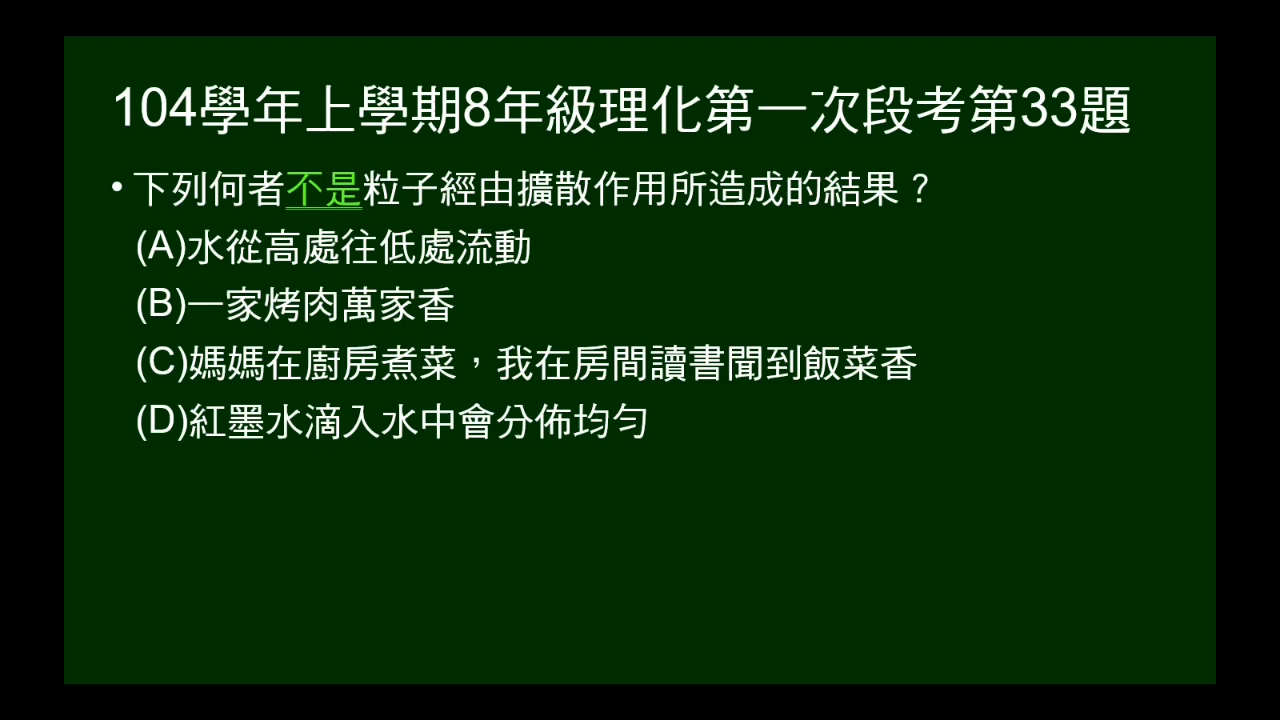 104學年上學期8年級理化第一次段考第33題
• 下列何者不是粒子經由擴散作用所造成的結果？
(A)水從高處往低處流動
(B)一家烤肉萬家香
(C)媽媽在廚房煮菜，我在房間讀書聞到飯菜香
(D)紅墨水滴入水中會分佈均勻